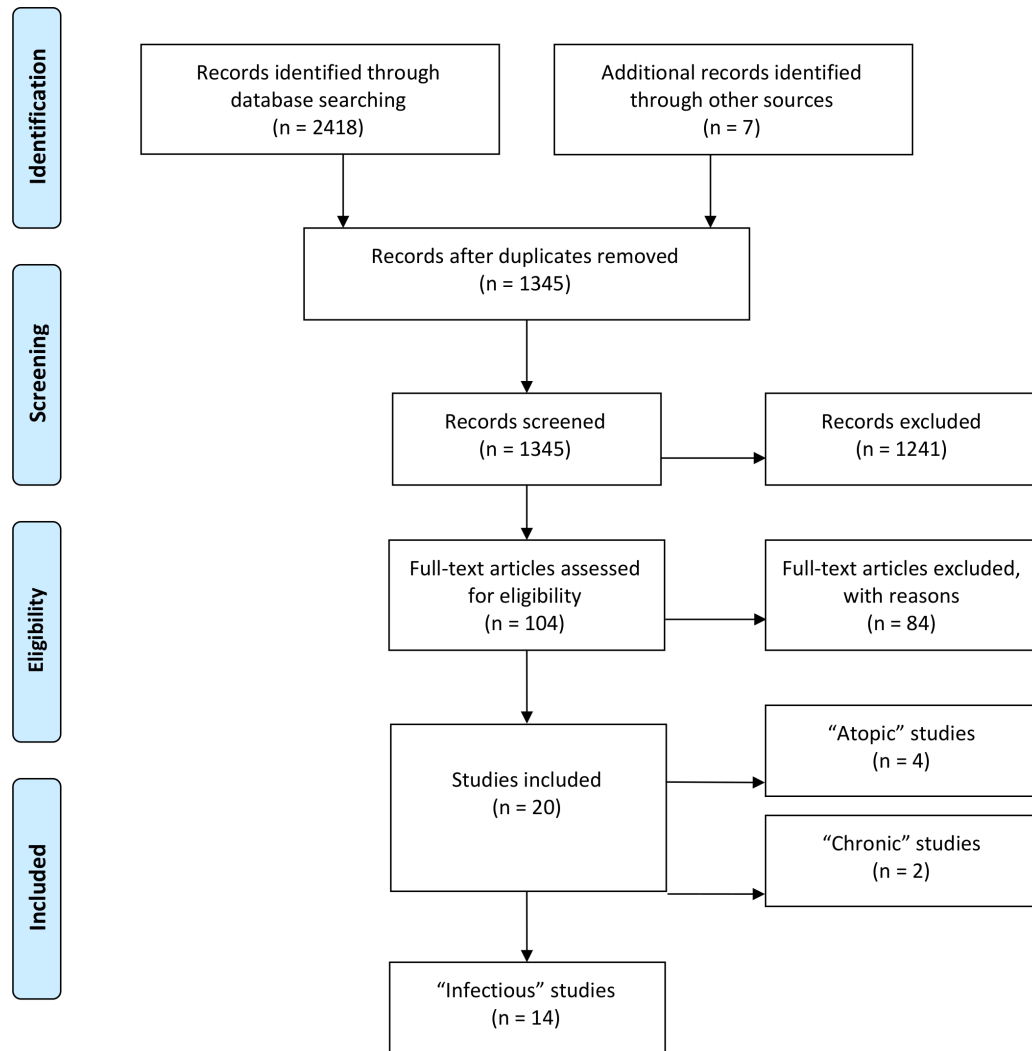 Identification
Records identified through
database searching
(n = 2418)
Additional records identified
through other sources
(n = 7)
Records after duplicates removed
(n = 1345)
Screening
Records screened
(n = 1345)
Records excluded
(n = 1241)
Eligibility
Full-text articles assessed
for eligibility
(n = 104)
Full-text articles excluded,
with reasons
(n = 84)
Included
Studies included
(n = 20)
“Atopic” studies
(n = 4)
“Chronic” studies
(n = 2)
“Infectious” studies
(n = 14)